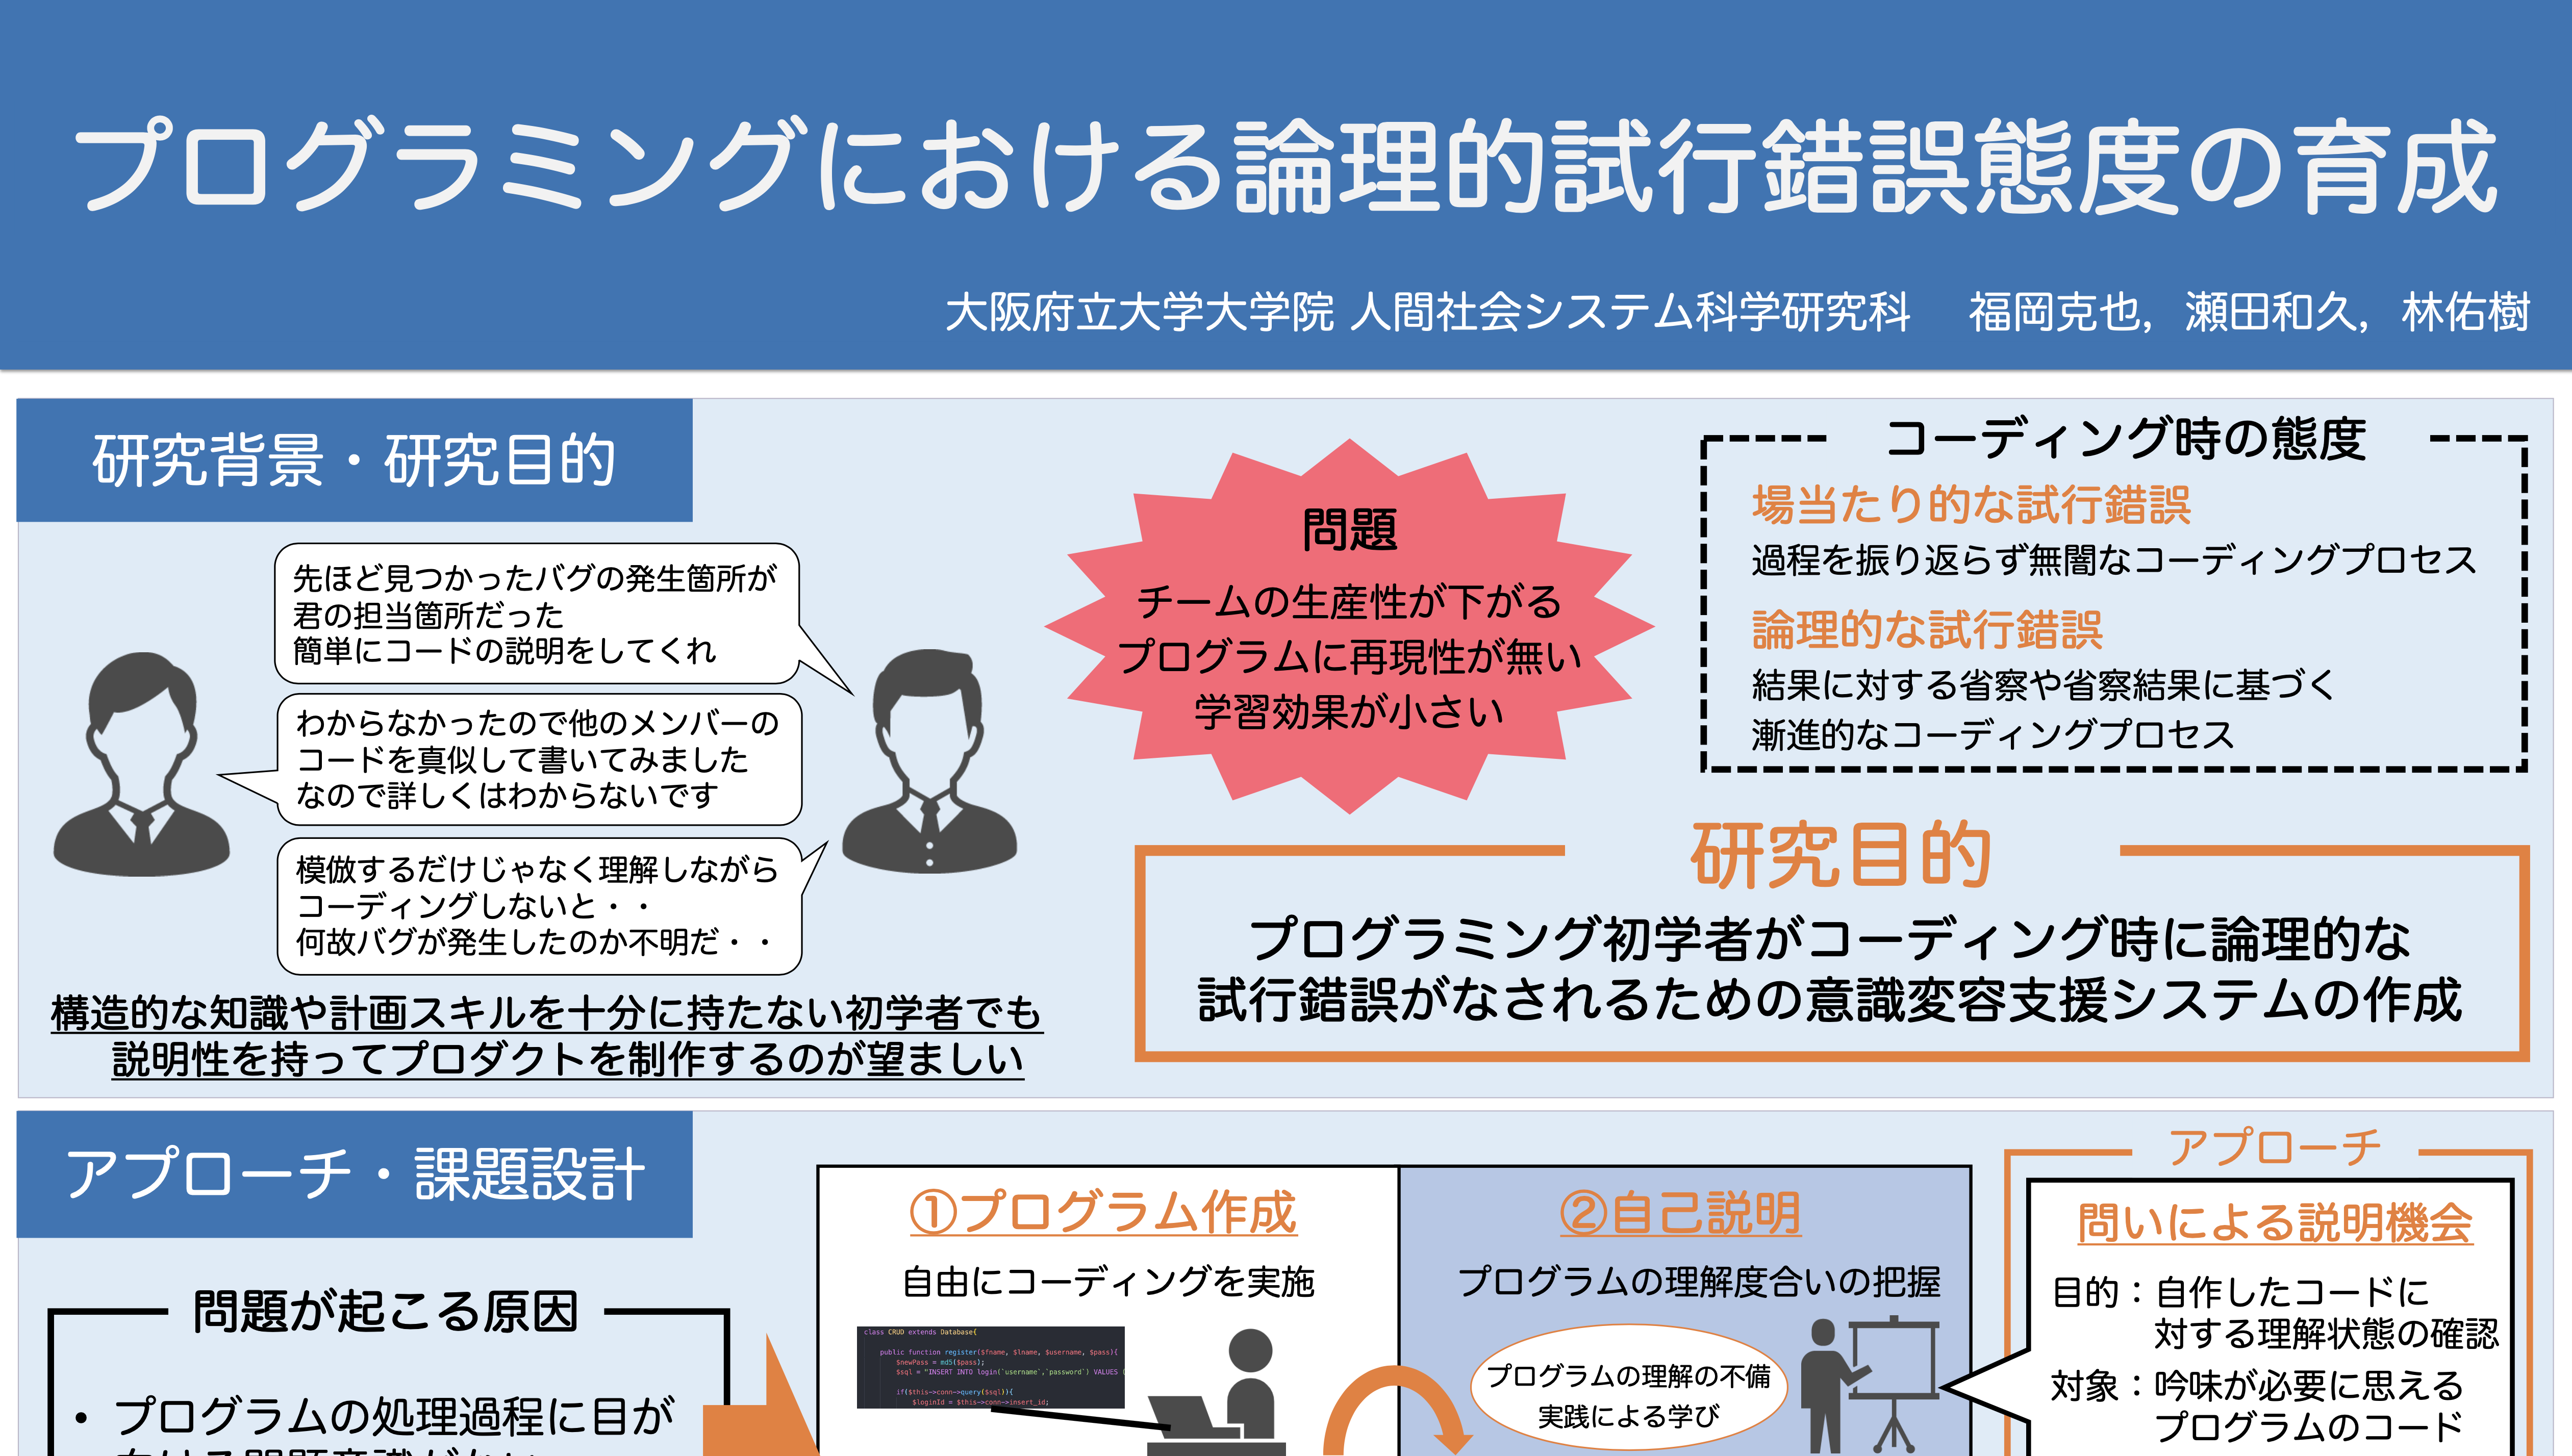 プログラミングにおける論理的試行錯誤態度の育成
大阪府立大学大学院 人間社会システム科学研究科　福岡克也，瀬田和久，林佑樹
研究背景・研究目的
先ほど見つかったバグの発生箇所が
君の担当箇所だった
簡単にコードの説明をしてくれ
わからなかったので他のメンバーの
コードを真似して書いてみました
なので詳しくはわからないです
模倣するだけじゃなく理解しながら
コーディングしないと・・
何故バグが発生したのか不明だ・・
構造的な知識や計画スキルを十分に持たない初学者でも
説明性を持ってプロダクトを制作するのが望ましい
問題
チームの生産性が下がる
プログラムに再現性が無い
学習効果が小さい
コーディング時の態度
場当たり的な試行錯誤
過程を振り返らず無闇なコーディングプロセス
論理的な試行錯誤
結果に対する省察や省察結果に基づく
漸進的なコーディングプロセス
研究目的
プログラミング初学者がコーディング時に論理的な
試行錯誤がなされるための意識変容支援システムの作成
アプローチ・課題設計
問題が起こる原因
・プログラムの処理過程に目が
①プログラム作成
自由にコーディングを実施
class CRUD extends Database{
public function register($fname, $lname, $username, $pass){
$newPass = md5($pass);
$sql = "INSERT INTO login(`username`,`password`) VALUES (
if($this->conn->query($sql)){
$loginId = $this->conn->insert_id;
②自己説明
プログラムの理解度合いの把握
プログラムの理解の不備
実践による学び
アプローチ
問いによる説明機会
目的：自作したコードに
対する理解状態の確認
対象：吟味が必要に思える
プログラムのコード